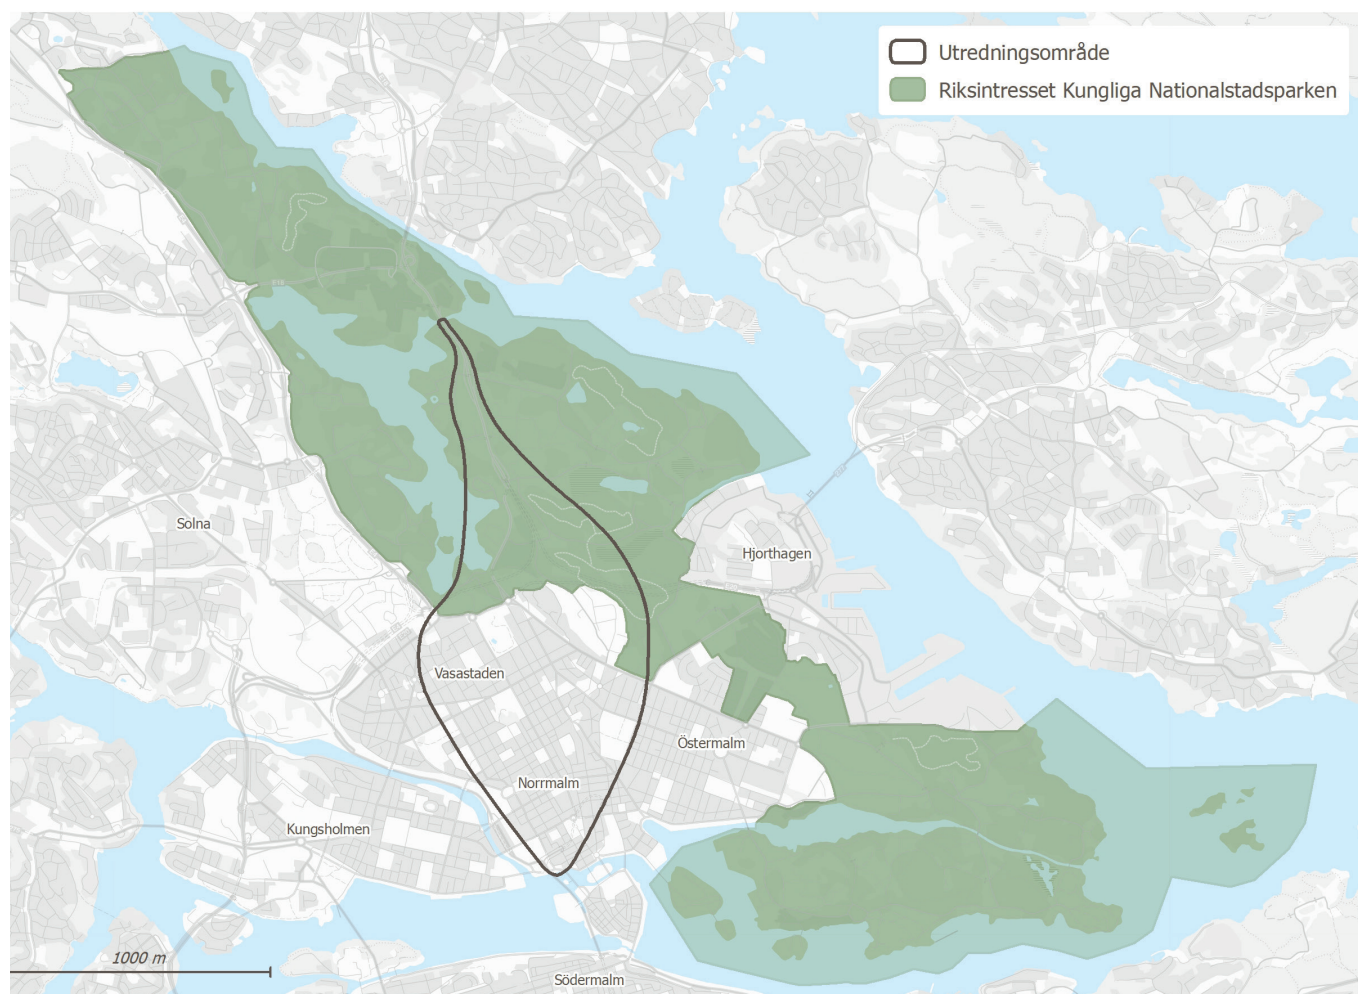 Utredningsområde
Riksintresset Kungliga Nationalstadsparken
Solna
Hjorthagen
Vasastaden
Östermalm
Norrmalm
Kungsholmen
1000 m
Södermalm